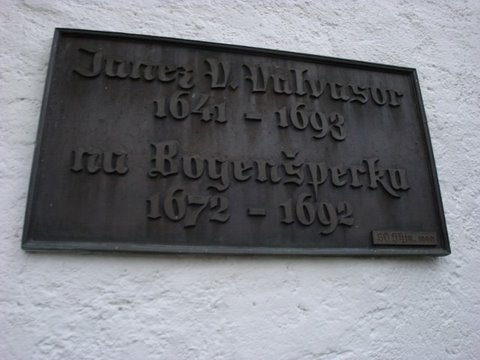 Janez V. Valvasor
1641 - 1693
na Bogenšperku
1672 - 1692